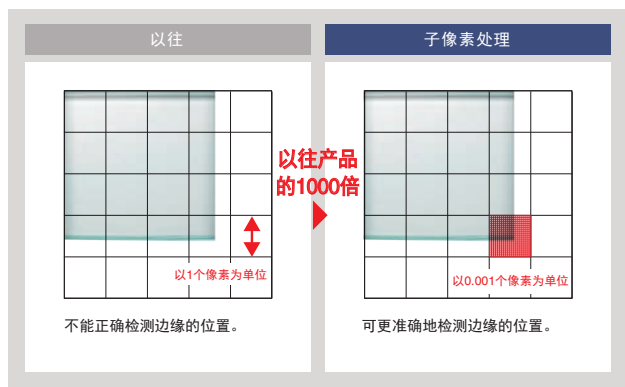 以往
子像素处理
以往产品
的1000倍
以1个像素为单位
以0.001个像素为单位
不能正确检测边缘的位置。
可更准确地检测边缘的位置。